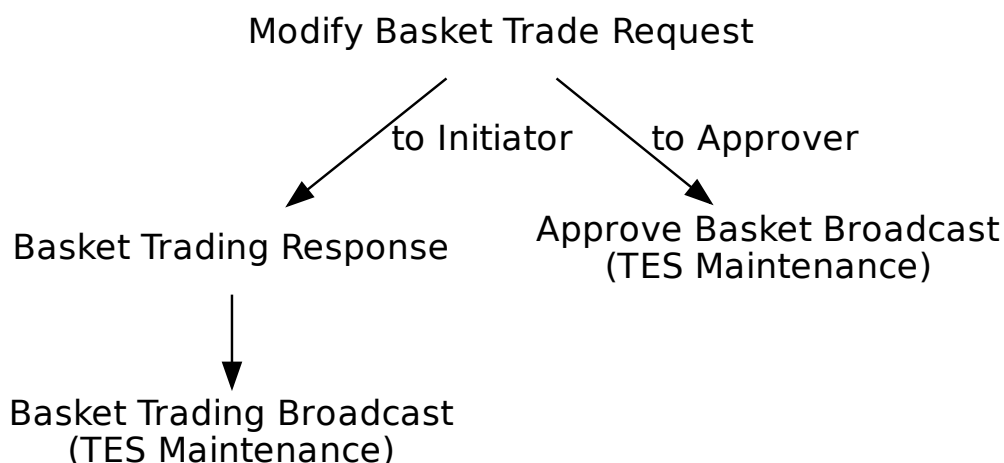 Modify Basket Trade Request
to Initiator
to Approver
Basket Trading Response
Approve Basket Broadcast
(TES Maintenance)
Basket Trading Broadcast
(TES Maintenance)